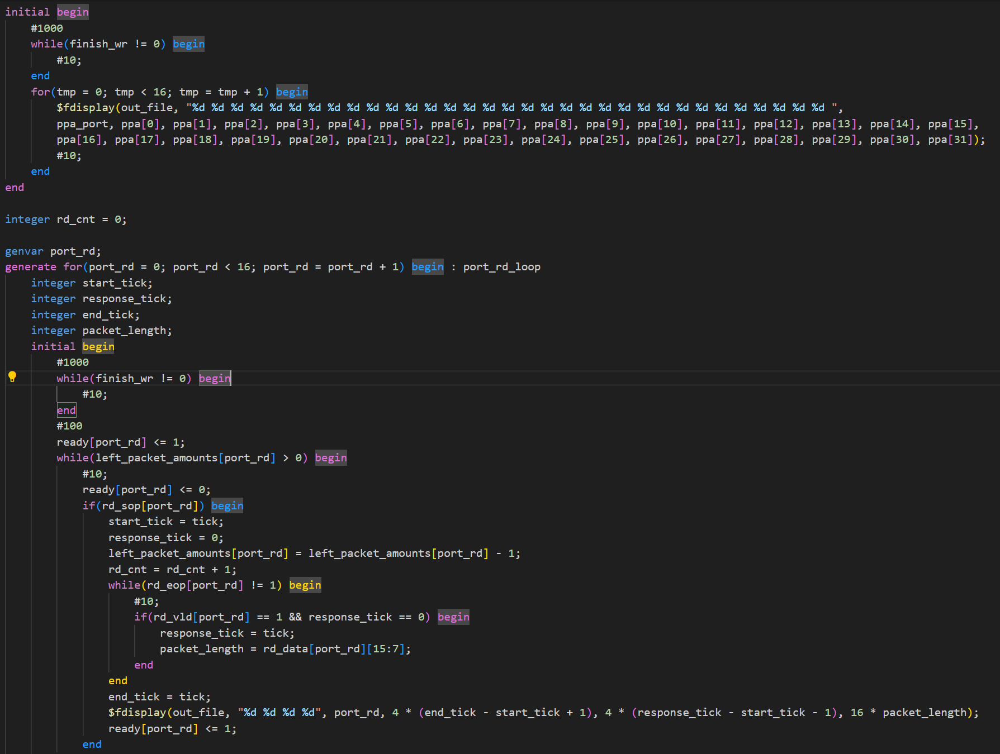 initial begin
    #1000
    while(finish_wr != 0) begin
        #10;
    end
    for(tmp = 0; tmp < 16; tmp = tmp + 1) begin
        $fdisplay(out_file, "%d %d %d %d %d %d %d %d %d %d %d %d %d %d %d %d %d %d %d %d %d %d %d %d %d %d %d %d %d %d %d %d %d ",
        ppa_port, ppa[0], ppa[1], ppa[2], ppa[3], ppa[4], ppa[5], ppa[6], ppa[7], ppa[8], ppa[9], ppa[10], ppa[11], ppa[12], ppa[13], ppa[14], ppa[15],
        ppa[16], ppa[17], ppa[18], ppa[19], ppa[20], ppa[21], ppa[22], ppa[23], ppa[24], ppa[25], ppa[26], ppa[27], ppa[28], ppa[29], ppa[30], ppa[31]);
        #10;
    end
end

integer rd_cnt = 0;

genvar port_rd;
generate for(port_rd = 0; port_rd < 16; port_rd = port_rd + 1) begin : port_rd_loop
    integer start_tick;
    integer response_tick;
    integer end_tick;
    integer packet_length;
    initial begin
        #1000
        while(finish_wr != 0) begin
            #10;
        end
        #100
        ready[port_rd] <= 1;
        while(left_packet_amounts[port_rd] > 0) begin
            #10;
            ready[port_rd] <= 0;
            if(rd_sop[port_rd]) begin
                start_tick = tick;
                response_tick = 0;
                left_packet_amounts[port_rd] = left_packet_amounts[port_rd] - 1;
                rd_cnt = rd_cnt + 1;
                while(rd_eop[port_rd] != 1) begin
                    #10;
                    if(rd_vld[port_rd] == 1 && response_tick == 0) begin
                        response_tick = tick;
                        packet_length = rd_data[port_rd][15:7];
                    end
                end
                end_tick = tick;
                $fdisplay(out_file, "%d %d %d %d", port_rd, 4 * (end_tick - start_tick + 1), 4 * (response_tick - start_tick - 1), 16 * packet_length);
                ready[port_rd] <= 1;
            end